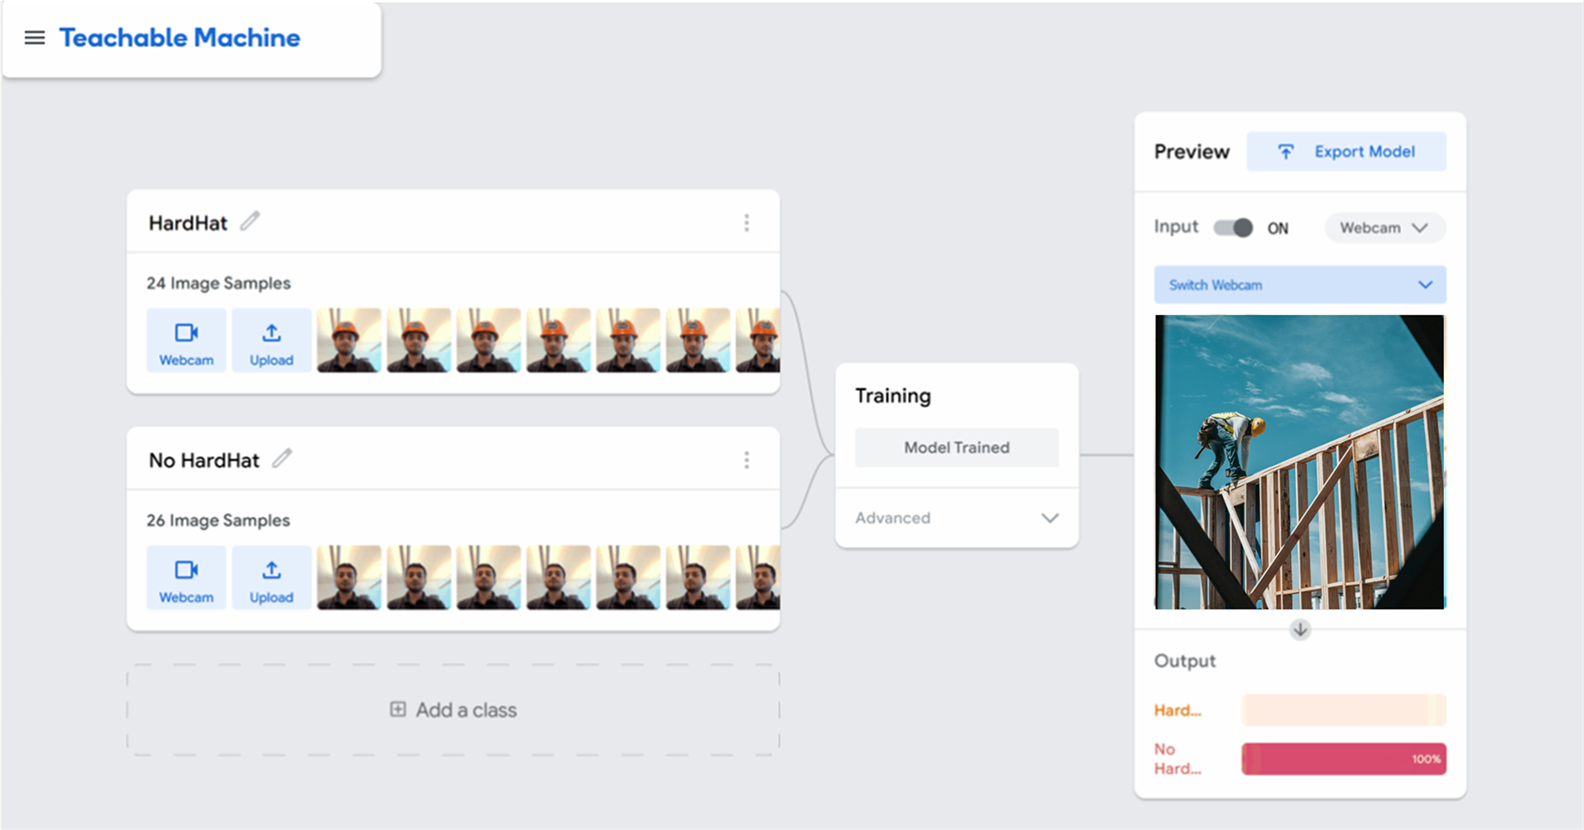 Teachable Machine
HardHat
24 Image Samples
Webcam
Upload
No HardHat
26 Image Samples
Webcam
Upload
Add a class
Training
Model Trained
Advanced
Preview
Export Model
Input
ON
Webcam
Switch Webcam
Output
Hard...
No
Hard...
100%